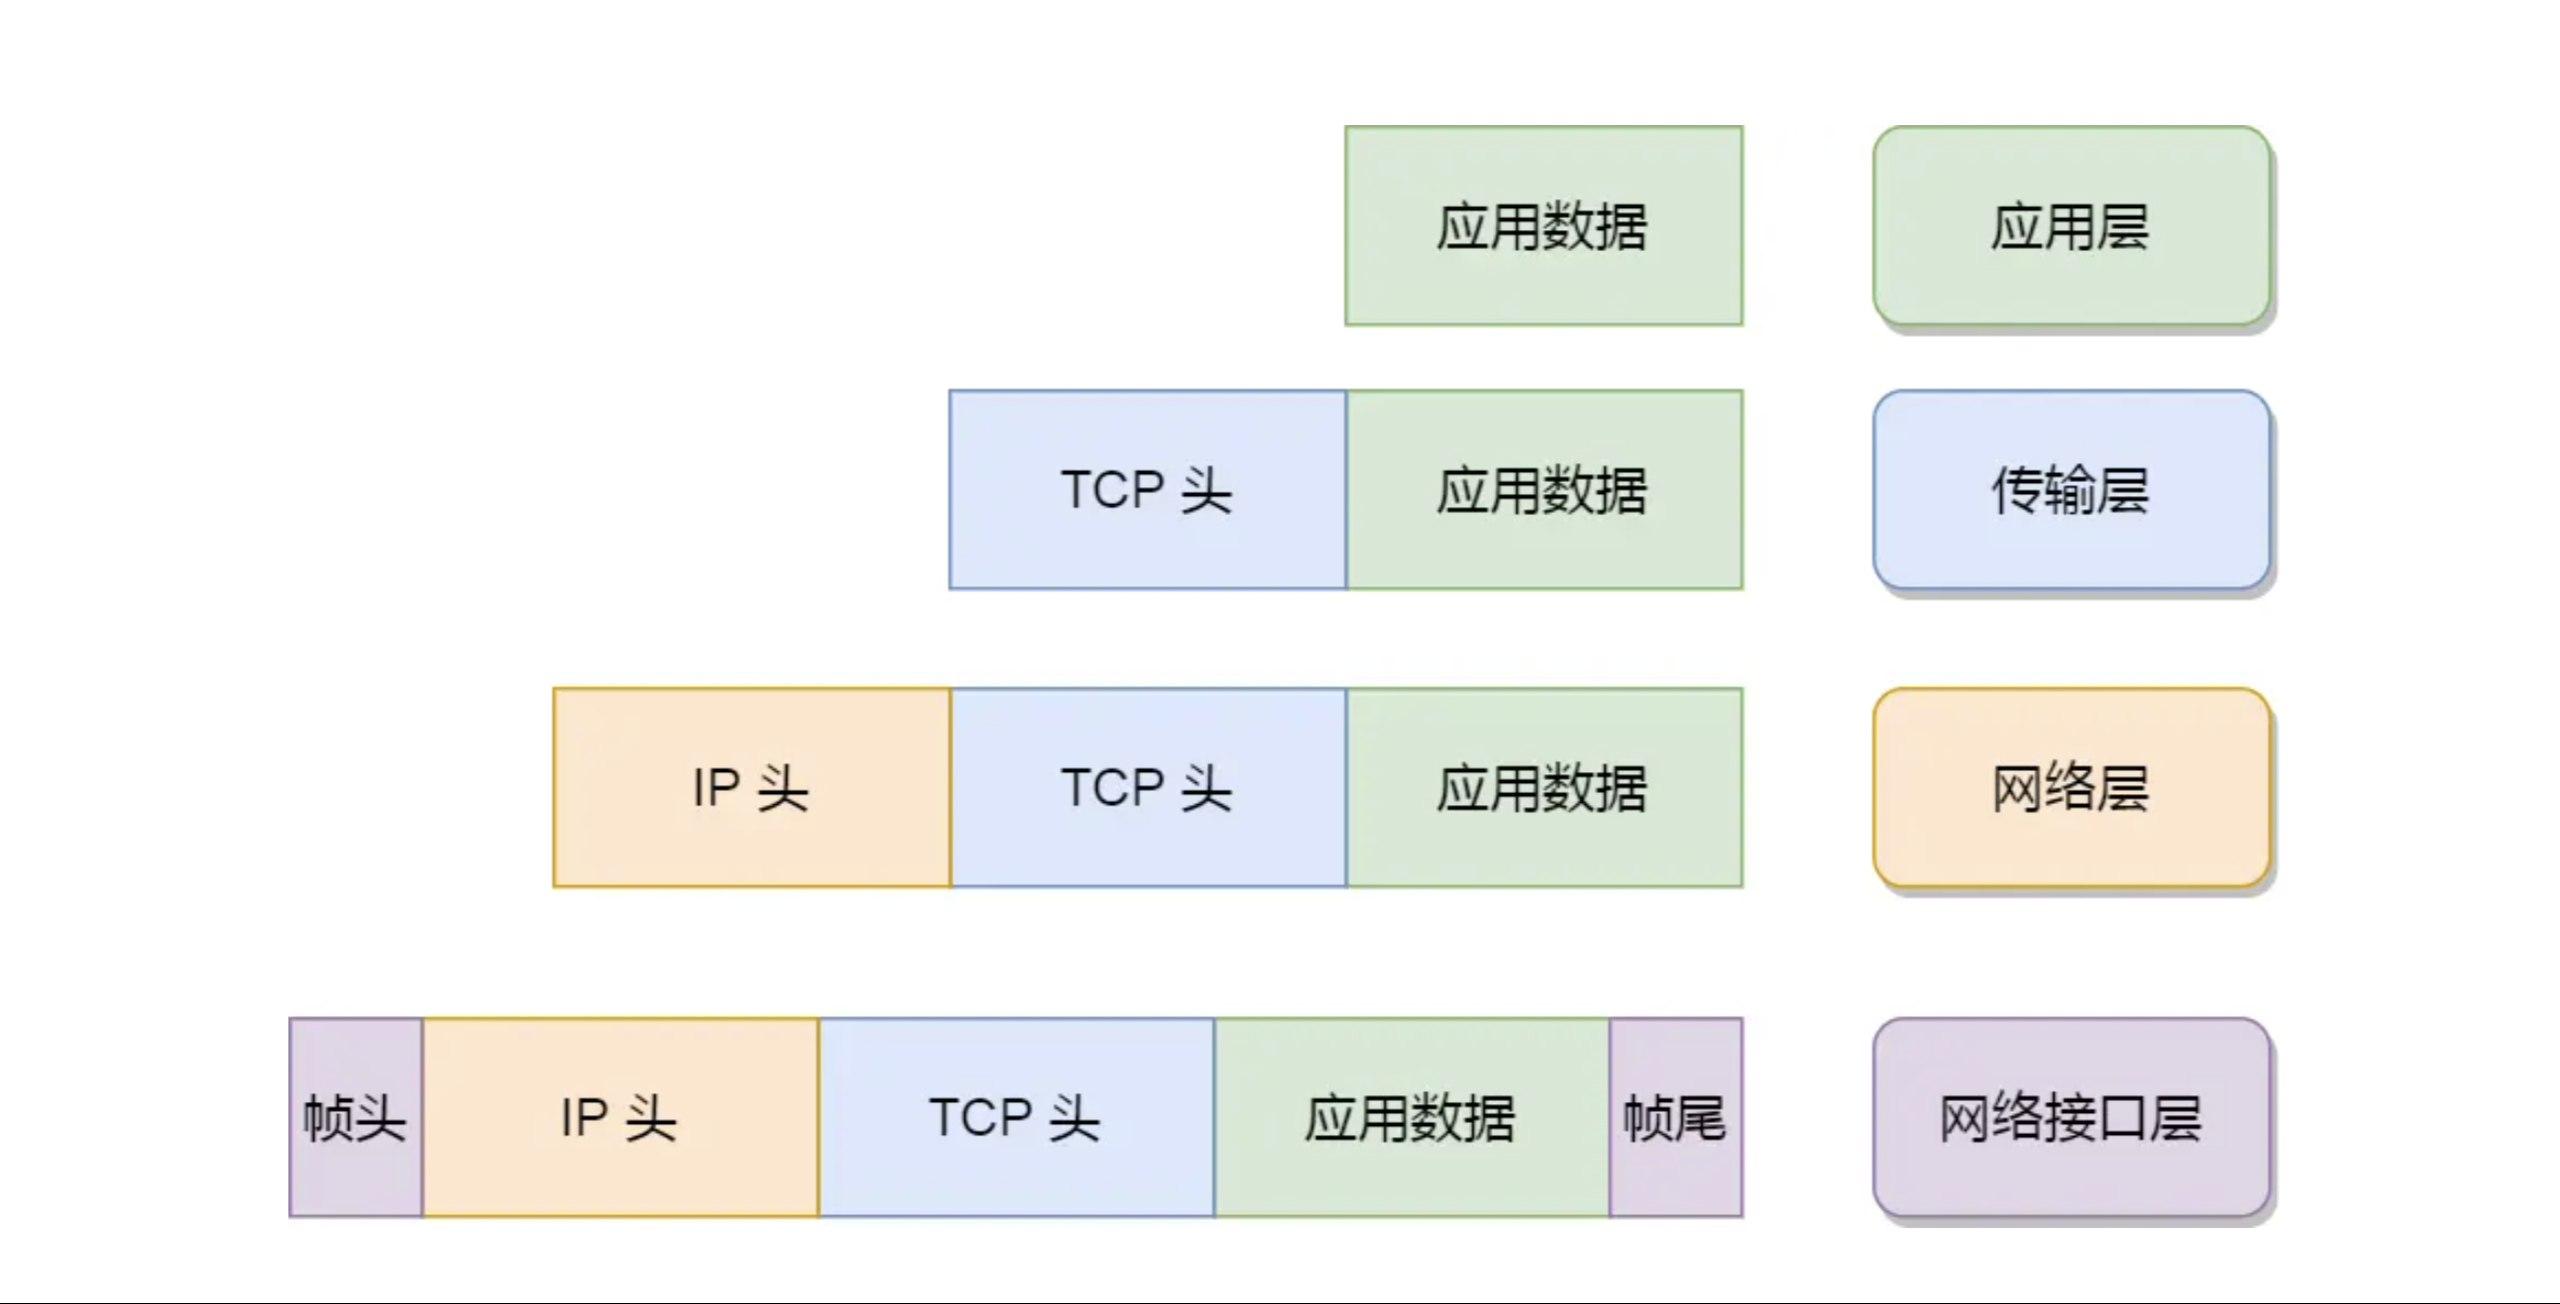 应用数据 应用层
TCP 头 应用数据 传输层
IP 头 TCP 头 应用数据 网络层
帧头 IP 头 TCP 头 应用数据 帧尾 网络接口层